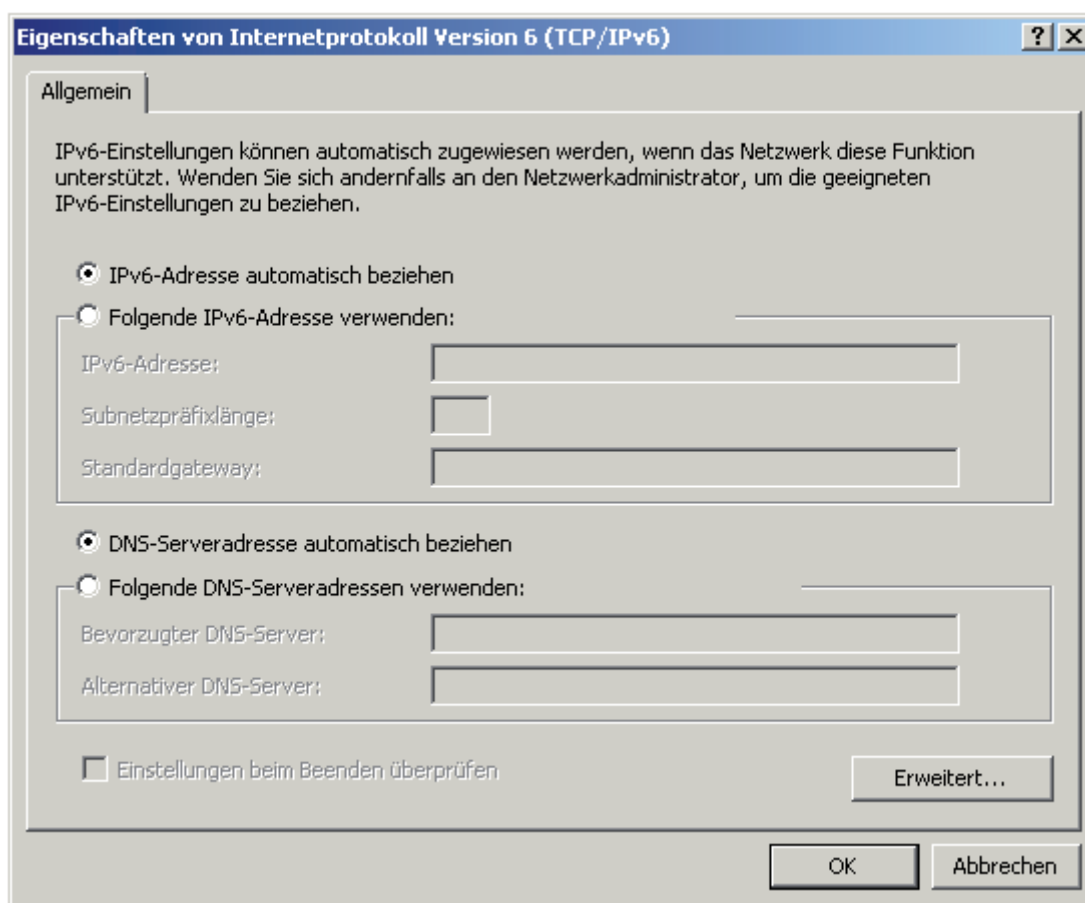 Eigenschaften von Internetprotokoll Version 6 (TCP/IPv6)
Allgemein
IPv6-Einstellungen können automatisch zugewiesen werden, wenn das Netzwerk diese Funktion
unterstützt. Wenden Sie sich andernfalls an den Netzwerkadministrator, um die geeigneten
IPv6-Einstellungen zu beziehen.
IPv6-Adresse automatisch beziehen
Folgende IPv6-Adresse verwenden:
IPv6-Adresse:
Subnetzpräfixlänge:
Standardgateway:
DNS-Serveradresse automatisch beziehen
Folgende DNS-Serveradressen verwenden:
Bevorzugter DNS-Server:
Alternativer DNS-Server:
Einstellungen beim Beenden überprüfen
Erweitert...
OK Abbrechen